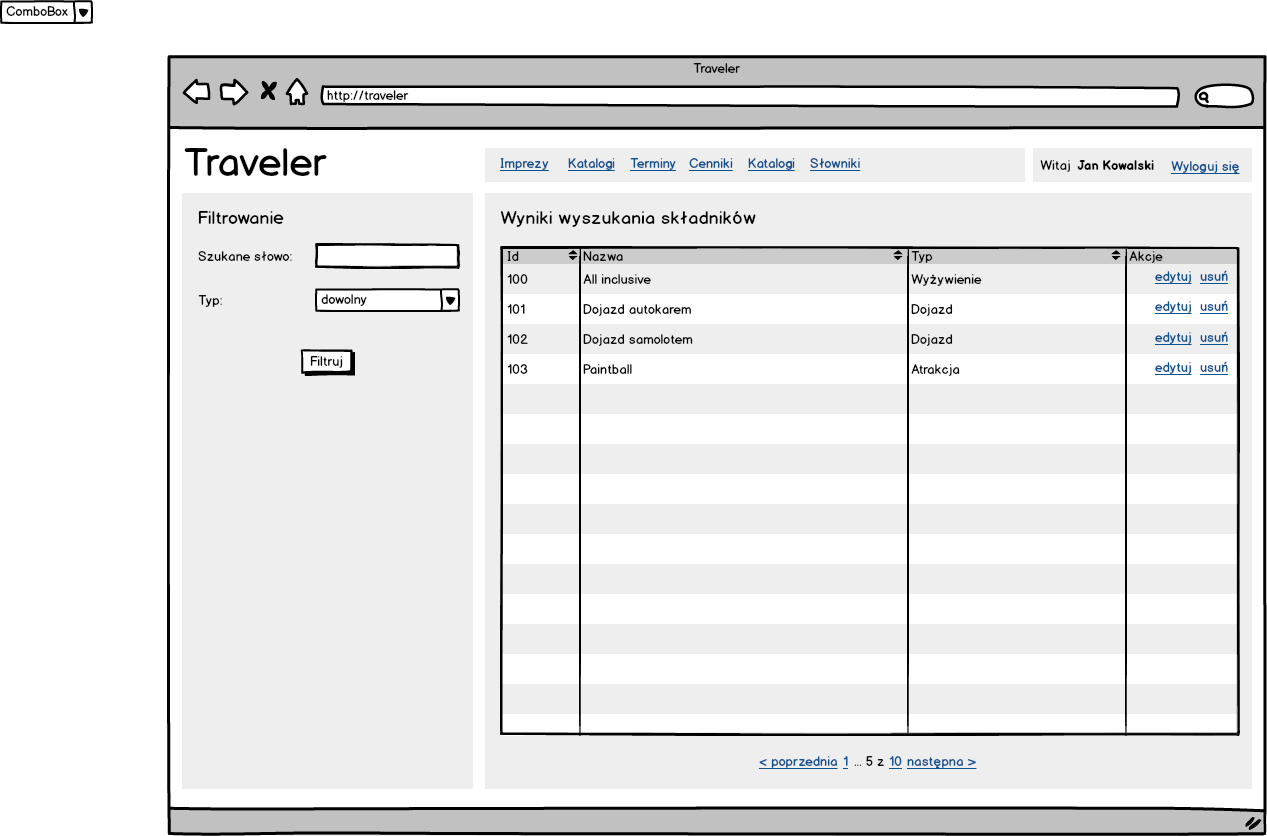 ComboBox
Traveler
http://traveler
Traveler
Imprezy Katalogi Terminy Cenniki Katalogi Słowniki
Witaj Jan Kowalski Wyloguj się
Filtrowanie
Szukane słowo:
Typ: dowolny
Filtruj
Wyniki wyszukania składników
Id Nazwa Typ Akcje
100 All inclusive Wyżywienie edytuj usuń
101 Dojazd autokarem Dojazd edytuj usuń
102 Dojazd samolotem Dojazd edytuj usuń
103 Paintball Atrakcja edytuj usuń
< poprzednia 1 ... 5 z 10 następna >